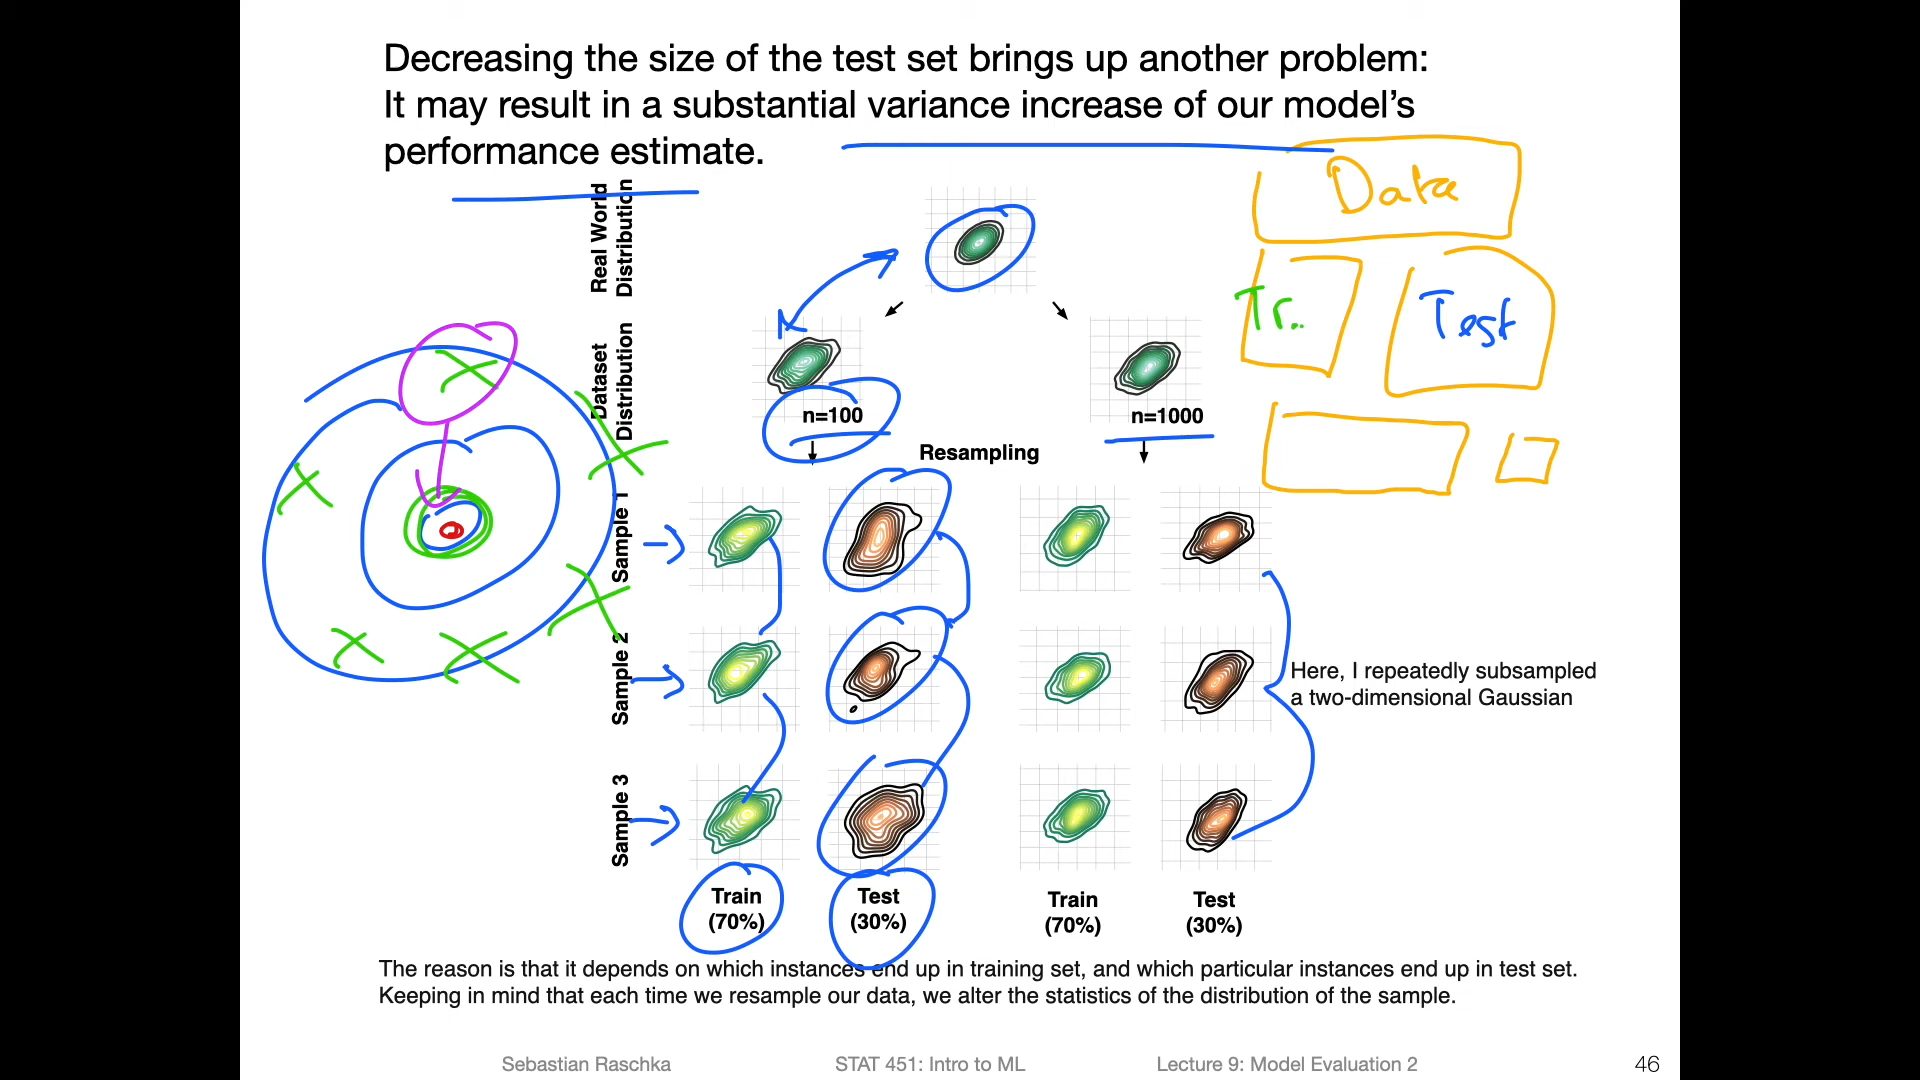 Decreasing the size of the test set brings up another problem:
It may result in a substantial variance increase of our model’s
performance estimate.
Data
Real World
Distribution
Tr..
Test
Dataset
Distribution
n=100
n=1000
Resampling
Sample 1
Sample 2
Here, I repeatedly subsampled
a two-dimensional Gaussian
Sample 3
Train
(70%)
Test
(30%)
Train
(70%)
Test
(30%)
The reason is that it depends on which instances end up in training set, and which particular instances end up in test set.
Keeping in mind that each time we resample our data, we alter the statistics of the distribution of the sample.
Sebastian Raschka
STAT 451: Intro to ML
Lecture 9: Model Evaluation 2
46